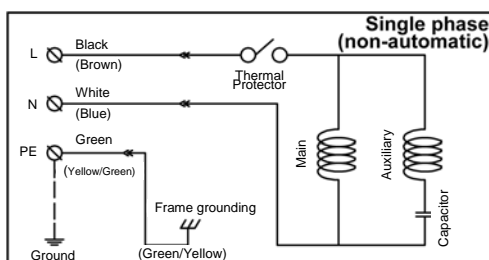 Single phase
(non-automatic)
L
Black
(Brown)
Thermal
Protector
N
White
(Blue)
PE
Green
(Yellow/Green)
Main
Auxiliary
Capacitor
Frame grounding
(Green/Yellow)
Ground